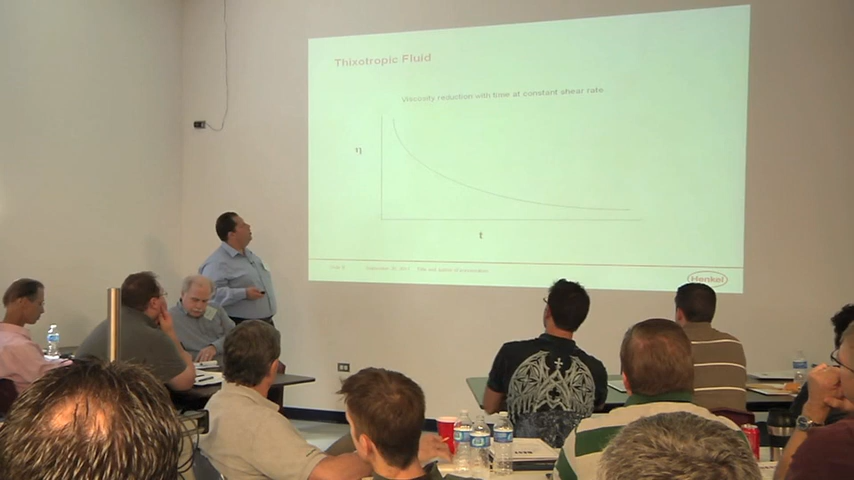 Thixotropic Fluid
Viscosity reduction with time at constant shear rate.
η
t
Henkel